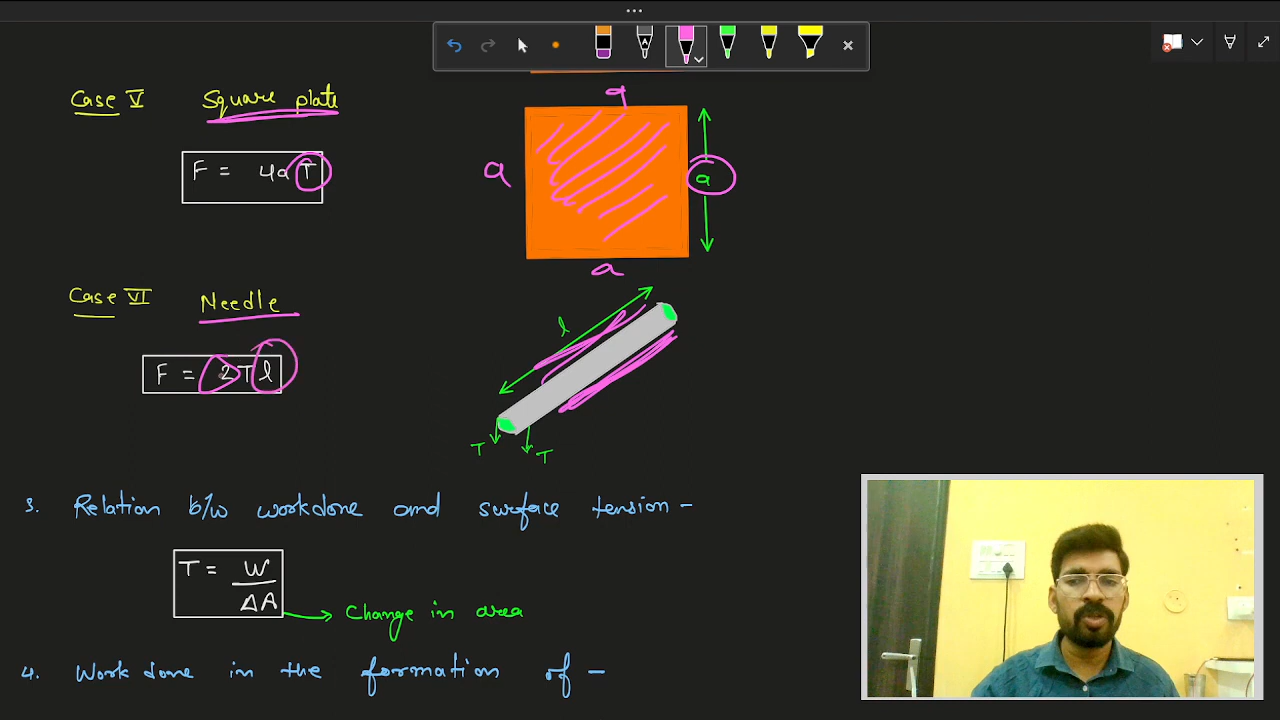 Case V Square plate
a
F = 4aT
a
a
a
Case VI Needle
l
F = 2Tl
T
T
3. Relation b/w workdone and surface tension -
T = W
ΔA
Change in area
4. Work done in the formation of -